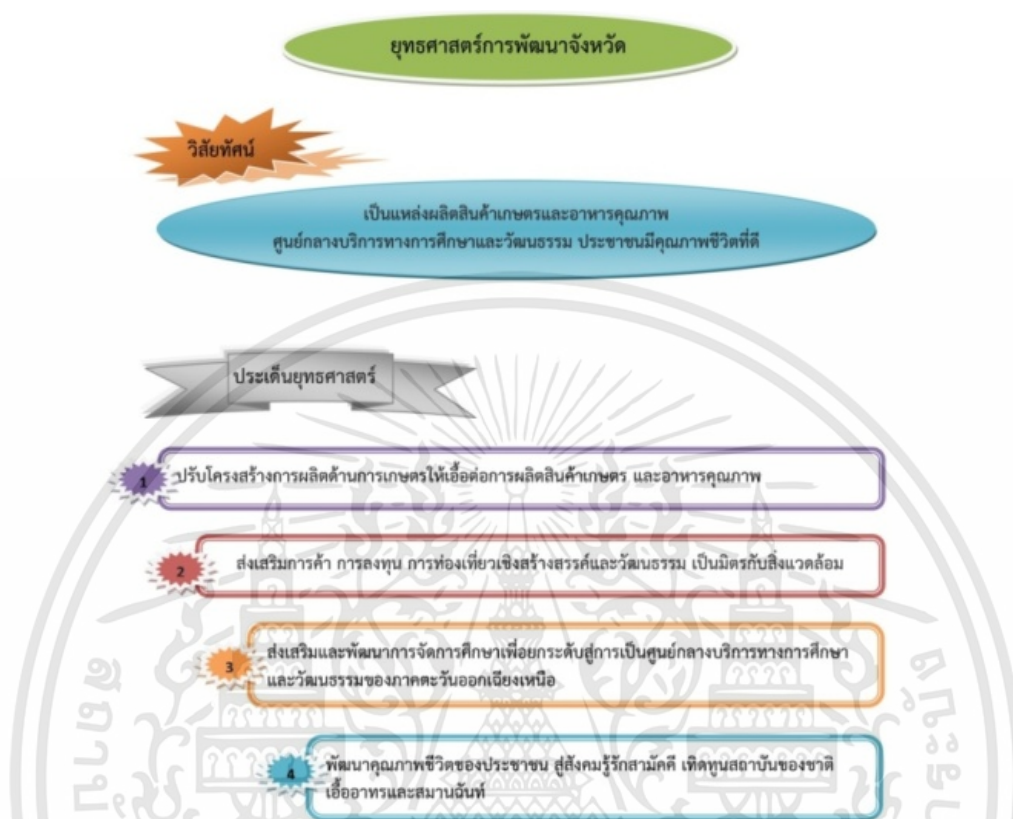 ยุทธศาสตร์การพัฒนาจังหวัด
วิสัยทัศน์
เป็นแหล่งผลิตสินค้าเกษตรและอาหารคุณภาพ
ศูนย์กลางบริการทางการศึกษาและวัฒนธรรม ประชาชนมีคุณภาพชีวิตที่ดี
ประเด็นยุทธศาสตร์
1 ปรับโครงสร้างการผลิตด้านการเกษตรให้เอื้อต่อการผลิตสินค้าเกษตร และอาหารคุณภาพ
2 ส่งเสริมการค้า การลงทุน การท่องเที่ยวเชิงสร้างสรรค์และวัฒนธรรม เป็นมิตรกับสิ่งแวดล้อม
3 ส่งเสริมและพัฒนาการจัดการศึกษาเพื่อยกระดับสู่การเป็นศูนย์กลางบริการทางการศึกษา
และวัฒนธรรมของภาคตะวันออกเฉียงเหนือ
4 พัฒนาคุณภาพชีวิตของประชาชน สู่สังคมรู้รักสามัคคี เทิดทูนสถาบันของชาติ
เอื้ออาทรและสมานฉันท์